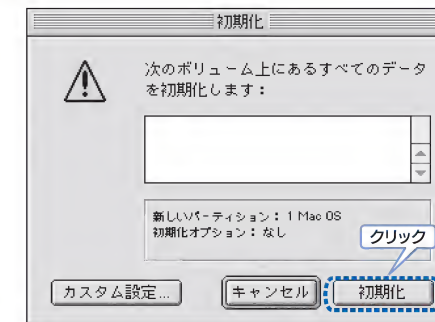 初期化
次のボリューム上にあるすべてのデータ
を初期化します：
新しいパーティション： 1 Mac OS
初期化オプション： なし
クリック
カスタム設定...
キャンセル
初期化